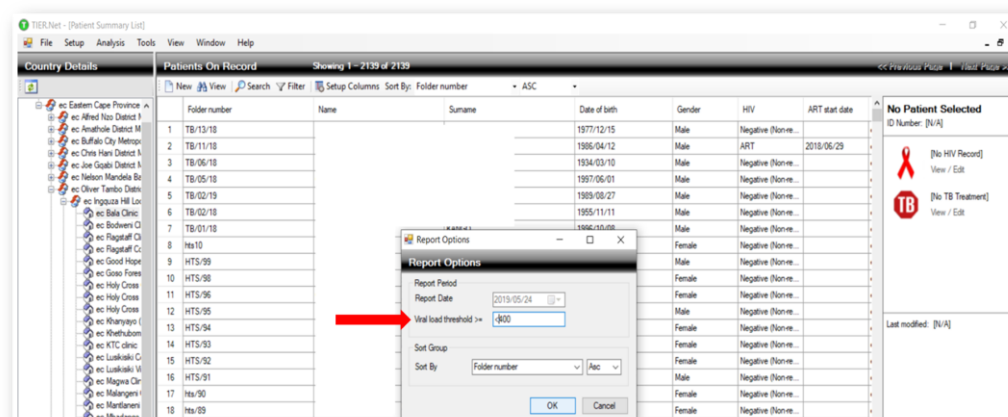 TIER.Net - [Patient Summary List]
File Setup Analysis Tools View Window Help
Country Details
Patients On Record Showing 1 – 2139 of 2139 << Previous Page | Next Page >>
New View Search Filter Setup Columns Sort By: Folder number ASC
ec Eastern Cape Province
ec Alfred Nzo District M
ec Amathole District M
ec Buffalo City Metropo
ec Chris Hani District M
ec Joe Gqabi District M
ec Nelson Mandela Ba
ec Oliver Tambo Distri
ec Ingquza Hill Loc
ec Bala Clinic
ec Bodweni Cl
ec Flagstaff Cl
ec Flagstaff Co
ec Good Hope
ec Goso Fores
ec Holy Cross
ec Holy Cross
ec Holy Cross
ec Khanyayo (
ec Khethubom
ec KTC clinic
ec Lusikisiki C
ec Lusikisiki Vi
ec Magwa Clin
ec Malangeni
ec Mantlaneni
Folder number Name Surname Date of birth Gender HIV ART start date
1 TB/13/18 1977/12/15 Male Negative (Non-re...
2 TB/11/18 1986/04/12 Male ART 2018/06/29
3 TB/06/18 1934/03/10 Male Negative (Non-re...
4 TB/05/18 1997/06/01 Male Negative (Non-re...
5 TB/02/19 1989/08/27 Male Negative (Non-re...
6 TB/02/18 1955/11/11 Male Negative (Non-re...
7 TB/01/18 1996/10/08 Male Negative (Non-re...
8 hts10 Female Negative (Non-re...
9 HTS/99 Male Negative (Non-re...
10 HTS/98 Female Negative (Non-re...
11 HTS/96 Female Negative (Non-re...
12 HTS/95 Male Negative (Non-re...
13 HTS/94 Female Negative (Non-re...
14 HTS/93 Female Negative (Non-re...
15 HTS/92 Female Negative (Non-re...
16 HTS/91 Male Negative (Non-re...
17 hts/90 Female Negative (Non-re...
18 hts/89 Female Negative (Non-re...
Report Options
Report Options
Report Period
Report Date 2019/05/24
Viral load threshold >= <400
Sort Group
Sort By Folder number Asc
OK Cancel
No Patient Selected
ID Number: [N/A]
[No HIV Record]
View / Edit
TB
[No TB Treatment]
View / Edit
Last modified: [N/A]